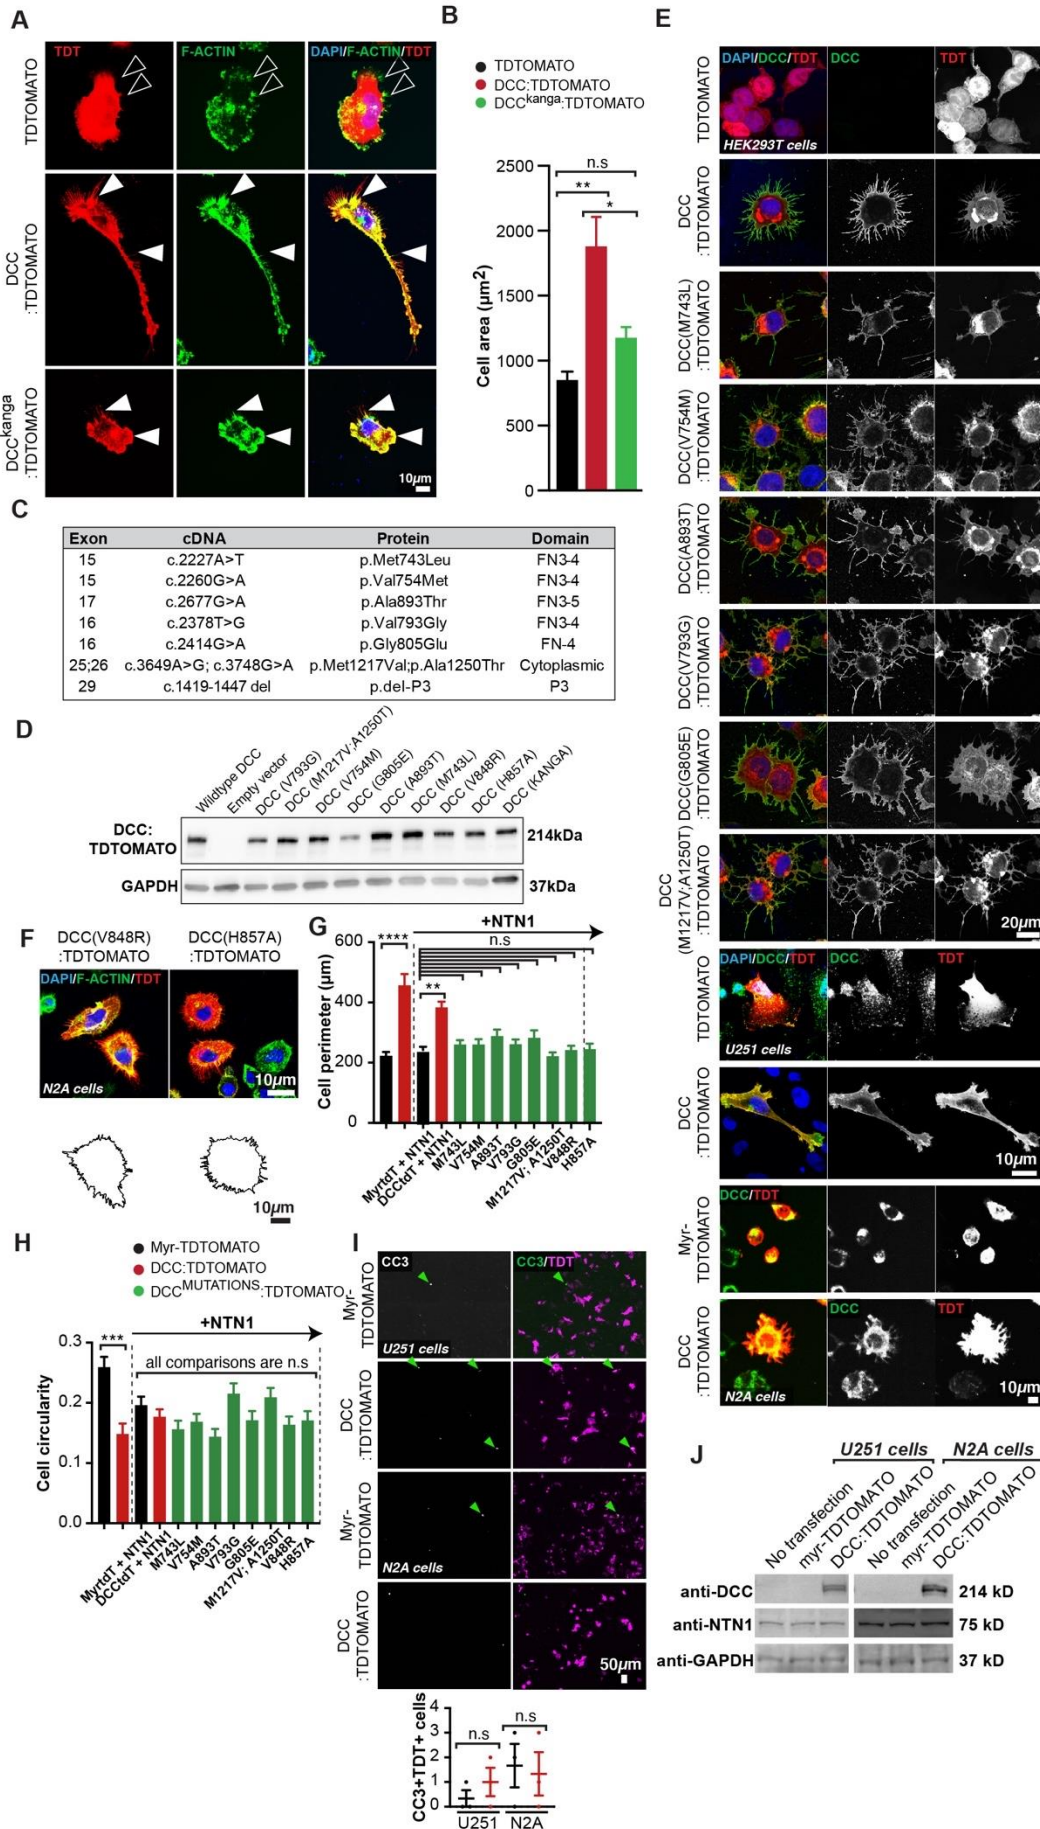 A
TDT
F-ACTIN
DAPI/F-ACTIN/TDT
TDTOMATO
DCC
:TDTOMATO
DCCkanga
:TDTOMATO
10µm
B
TDTOMATO
DCC:TDTOMATO
DCCkanga:TDTOMATO
n.s
**
*
Cell area (µm2)
2500
2000
1500
1000
500
0
C
Exon cDNA Protein Domain
15 c.2227A>T p.Met743Leu FN3-4
15 c.2260G>A p.Val754Met FN3-4
17 c.2677G>A p.Ala893Thr FN3-5
16 c.2378T>G p.Val793Gly FN3-4
16 c.2414G>A p.Gly805Glu FN-4
25;26 c.3649A>G; c.3748G>A p.Met1217Val;p.Ala1250Thr Cytoplasmic
29 c.1419-1447 del p.del-P3 P3
D
Wildtype DCC
Empty vector
DCC (V793G)
DCC (M1217V;A1250T)
DCC (V754M)
DCC (G805E)
DCC (A893T)
DCC (M743L)
DCC (V848R)
DCC (H857A)
DCC (KANGA)
DCC:
TDTOMATO
214kDa
GAPDH
37kDa
E
TDTOMATO
DAPI/DCC/TDT
DCC
TDT
HEK293T cells
DCC
:TDTOMATO
DCC(M743L)
:TDTOMATO
DCC(V754M)
:TDTOMATO
DCC(A893T)
:TDTOMATO
DCC(V793G)
:TDTOMATO
DCC(G805E)
:TDTOMATO
DCC
(M1217V;A1250T)
:TDTOMATO
20µm
TDTOMATO
DAPI/DCC/TDT
DCC
TDT
U251 cells
DCC
:TDTOMATO
10µm
Myr-
TDTOMATO
DCC/TDT
DCC
:TDTOMATO
DCC
TDT
N2A cells
10µm
F
DCC(V848R)
:TDTOMATO
DCC(H857A)
:TDTOMATO
DAPI/F-ACTIN/TDT
N2A cells
10µm
10µm
G
+NTN1
n.s
****
**
Cell perimeter (µm)
600
400
200
0
MyrtdT + NTN1
DCCtdT + NTN1
M743L
V754M
A893T
V793G
G805E
M1217V; A1250T
V848R
H857A
H
Myr-TDTOMATO
DCC:TDTOMATO
DCCMUTATIONS:TDTOMATO
+NTN1
***
all comparisons are n.s
Cell circularity
0.3
0.2
0.1
0.0
MyrtdT + NTN1
DCCtdT + NTN1
M743L
V754M
A893T
V793G
G805E
M1217V; A1250T
V848R
H857A
I
CC3
CC3/TDT
Myr-
TDTOMATO
U251 cells
DCC
:TDTOMATO
Myr-
TDTOMATO
N2A cells
DCC
:TDTOMATO
50µm
CC3+TDT+ cells
4
3
2
1
0
n.s
n.s
U251
N2A
J
U251 cells
N2A cells
No transfection
myr-TDTOMATO
DCC:TDTOMATO
No transfection
myr-TDTOMATO
DCC:TDTOMATO
anti-DCC
214 kD
anti-NTN1
75 kD
anti-GAPDH
37 kD